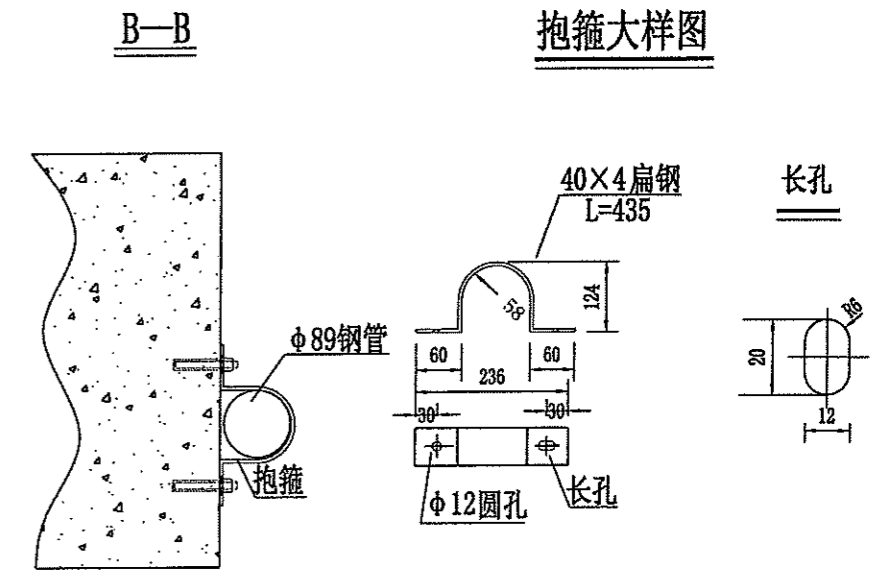 B—B
抱箍大样图
40×4扁钢
L=435
长孔
58
124
R6
20
φ89钢管
60
60
236
12
30
30
抱箍
φ12圆孔
长孔